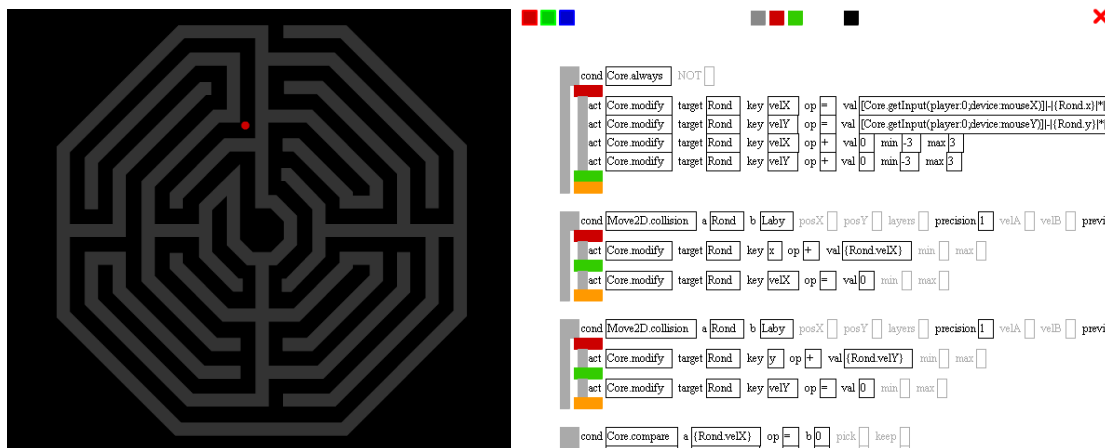 cond Core.always NOT
act Core.modify target Rond key velX op = val [Core.getInput(player:0;device:mouseX)]|-|{Rond.x}|*|
act Core.modify target Rond key velY op = val [Core.getInput(player:0;device:mouseY)]|-|{Rond.y}|*|
act Core.modify target Rond key velX op + val 0 min -3 max 3
act Core.modify target Rond key velY op + val 0 min -3 max 3
cond Move2D.collision a Rond b Laby posX posY layers precision 1 velA velB previ
act Core.modify target Rond key x op + val {Rond.velX} min max
act Core.modify target Rond key velX op = val 0 min max
cond Move2D.collision a Rond b Laby posX posY layers precision 1 velA velB previ
act Core.modify target Rond key y op + val {Rond.velY} min max
act Core.modify target Rond key velY op = val 0 min max
cond Core.compare a {Rond.velX} op = b 0 pick keep